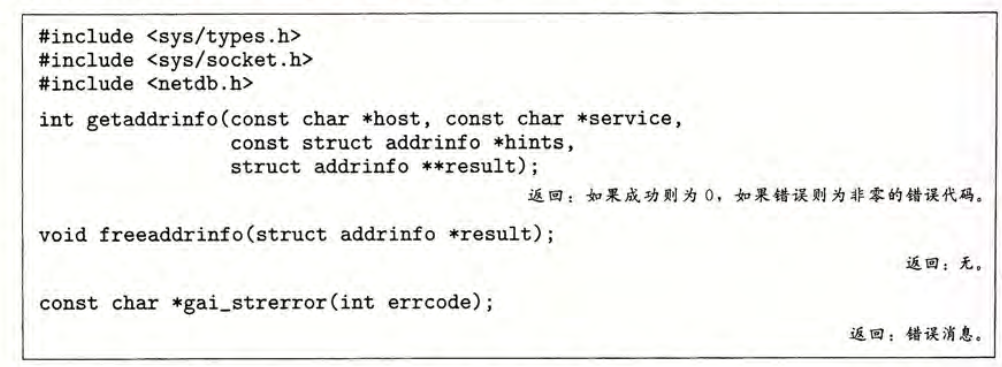 #include <sys/types.h>
#include <sys/socket.h>
#include <netdb.h>
int getaddrinfo(const char *host, const char *service,
const struct addrinfo *hints,
struct addrinfo **result);
返回：如果成功则为 0，如果错误则为非零的错误代码。
void freeaddrinfo(struct addrinfo *result);
返回：无。
const char *gai_strerror(int errcode);
返回：错误消息。